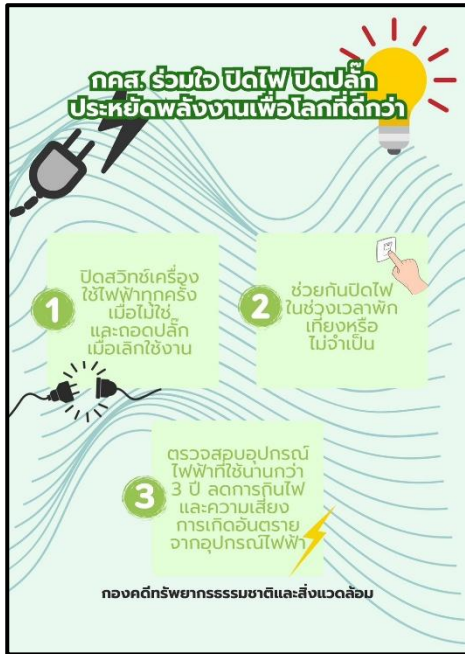 กคส. ร่วมใจ ปิดไฟ ปิดปลั๊ก
ประหยัดพลังงานเพื่อโลกที่ดีกว่า
1
ปิดสวิทช์เครื่อง
ใช้ไฟฟ้าทุกครั้ง
เมื่อไม่ใช่
และถอดปลั๊ก
เมื่อเลิกใช้งาน
2
ช่วยกันปิดไฟ
ในช่วงเวลาพัก
เที่ยงหรือ
ไม่จำเป็น
3
ตรวจสอบอุปกรณ์
ไฟฟ้าที่ใช้นานกว่า
3 ปี ลดการกินไฟ
และความเสี่ยง
การเกิดอันตราย
จากอุปกรณ์ไฟฟ้า
กองคดีทรัพยากรธรรมชาติและสิ่งแวดล้อม